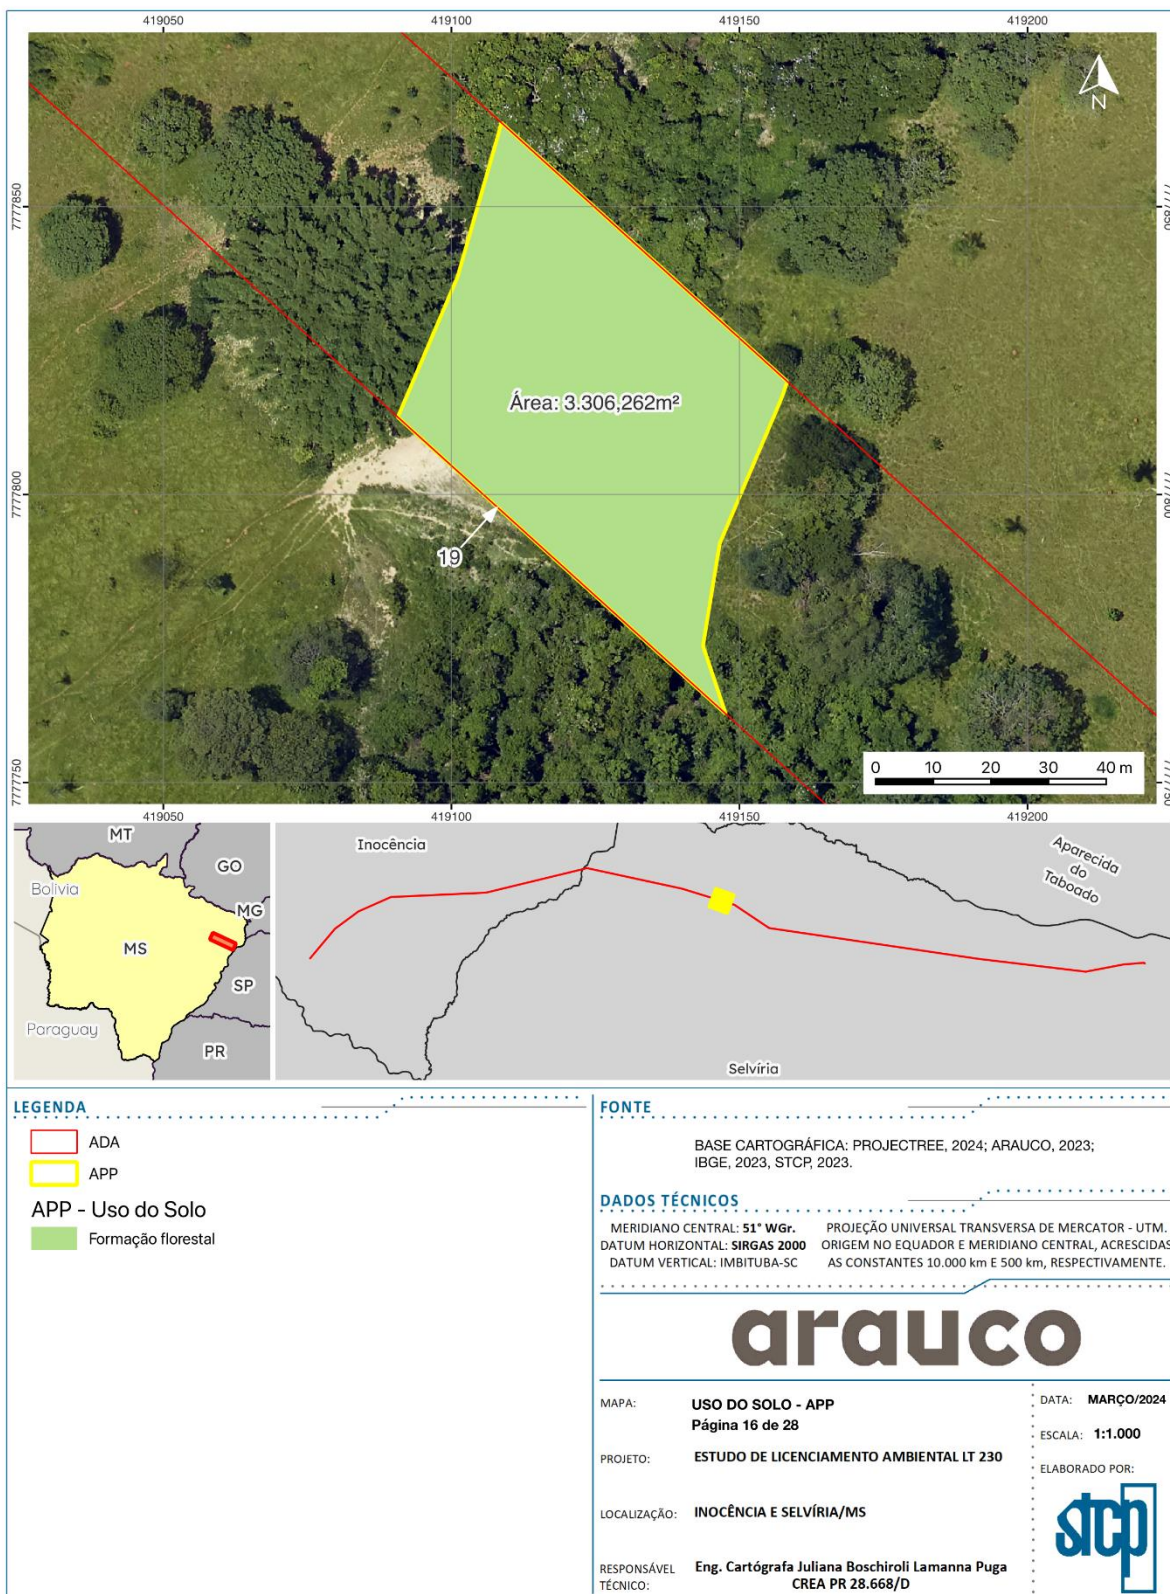 419050
419100
419150
419200
N
7777850
7777850
Área: 3.306,262m²
7777800
7777800
19
0 10 20 30 40 m
7777750
7777750
419050
419100
419150
419200
MT
GO
Bolivia
MG
MS
SP
Paraguay
PR
Inocência
Aparecida
do
Taboado
Selvíria
LEGENDA
ADA
APP
APP - Uso do Solo
Formação florestal
FONTE
BASE CARTOGRÁFICA: PROJECTREE, 2024; ARAUCO, 2023;
IBGE, 2023, STCP, 2023.
DADOS TÉCNICOS
MERIDIANO CENTRAL: 51° WGr.
DATUM HORIZONTAL: SIRGAS 2000
DATUM VERTICAL: IMBITUBA-SC
PROJEÇÃO UNIVERSAL TRANSVERSA DE MERCATOR - UTM.
ORIGEM NO EQUADOR E MERIDIANO CENTRAL, ACRESCIDAS
AS CONSTANTES 10.000 km E 500 km, RESPECTIVAMENTE.
arauco
MAPA: USO DO SOLO - APP
Página 16 de 28
PROJETO: ESTUDO DE LICENCIAMENTO AMBIENTAL LT 230
LOCALIZAÇÃO: INOCÊNCIA E SELVÍRIA/MS
RESPONSÁVEL TÉCNICO: Eng. Cartógrafa Juliana Boschiroli Lamanna Puga
CREA PR 28.668/D
DATA: MARÇO/2024
ESCALA: 1:1.000
ELABORADO POR:
stcp